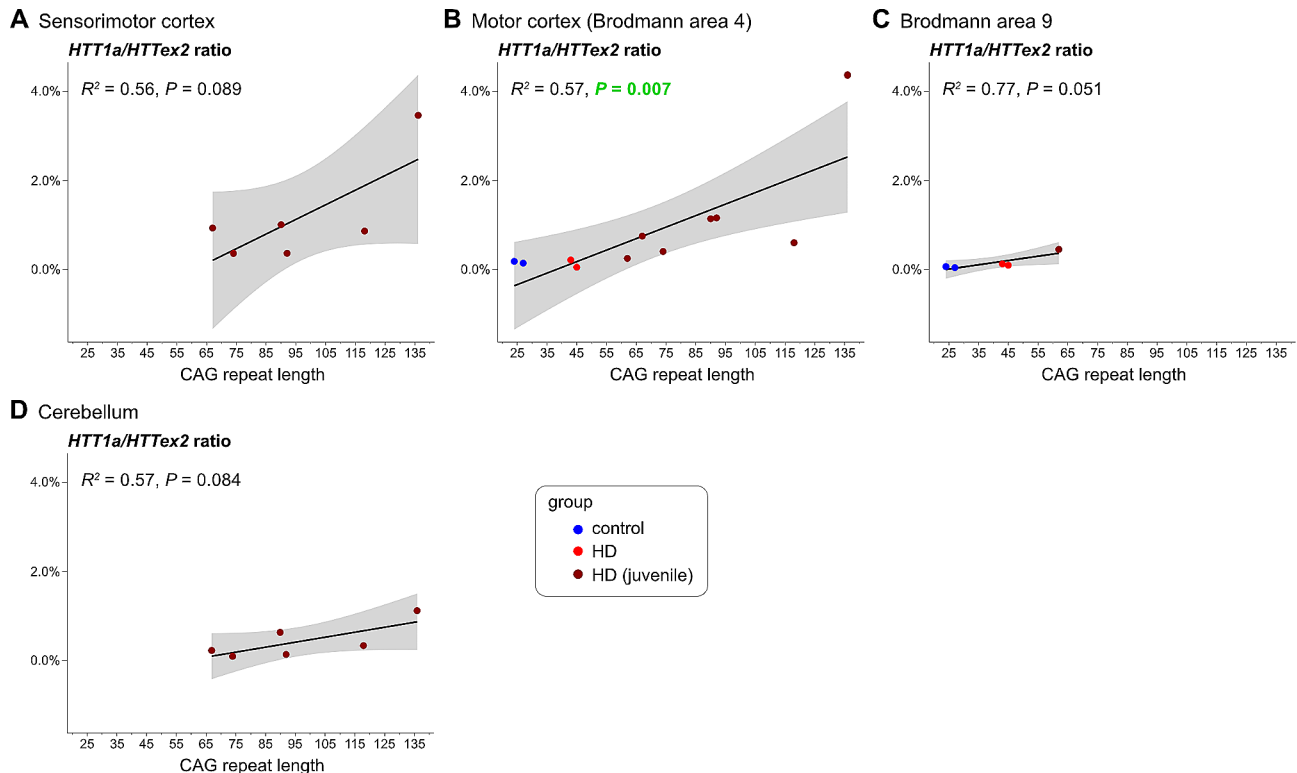 A Sensorimotor cortex
HTT1a/HTTex2 ratio
R² = 0.56, P = 0.089
4.0%
2.0%
0.0%
25 35 45 55 65 75 85 95 105 115 125 135
CAG repeat length
B Motor cortex (Brodmann area 4)
HTT1a/HTTex2 ratio
R² = 0.57, P = 0.007
4.0%
2.0%
0.0%
25 35 45 55 65 75 85 95 105 115 125 135
CAG repeat length
C Brodmann area 9
HTT1a/HTTex2 ratio
R² = 0.77, P = 0.051
4.0%
2.0%
0.0%
25 35 45 55 65 75 85 95 105 115 125 135
CAG repeat length
D Cerebellum
HTT1a/HTTex2 ratio
R² = 0.57, P = 0.084
4.0%
2.0%
0.0%
25 35 45 55 65 75 85 95 105 115 125 135
CAG repeat length
group
control
HD
HD (juvenile)